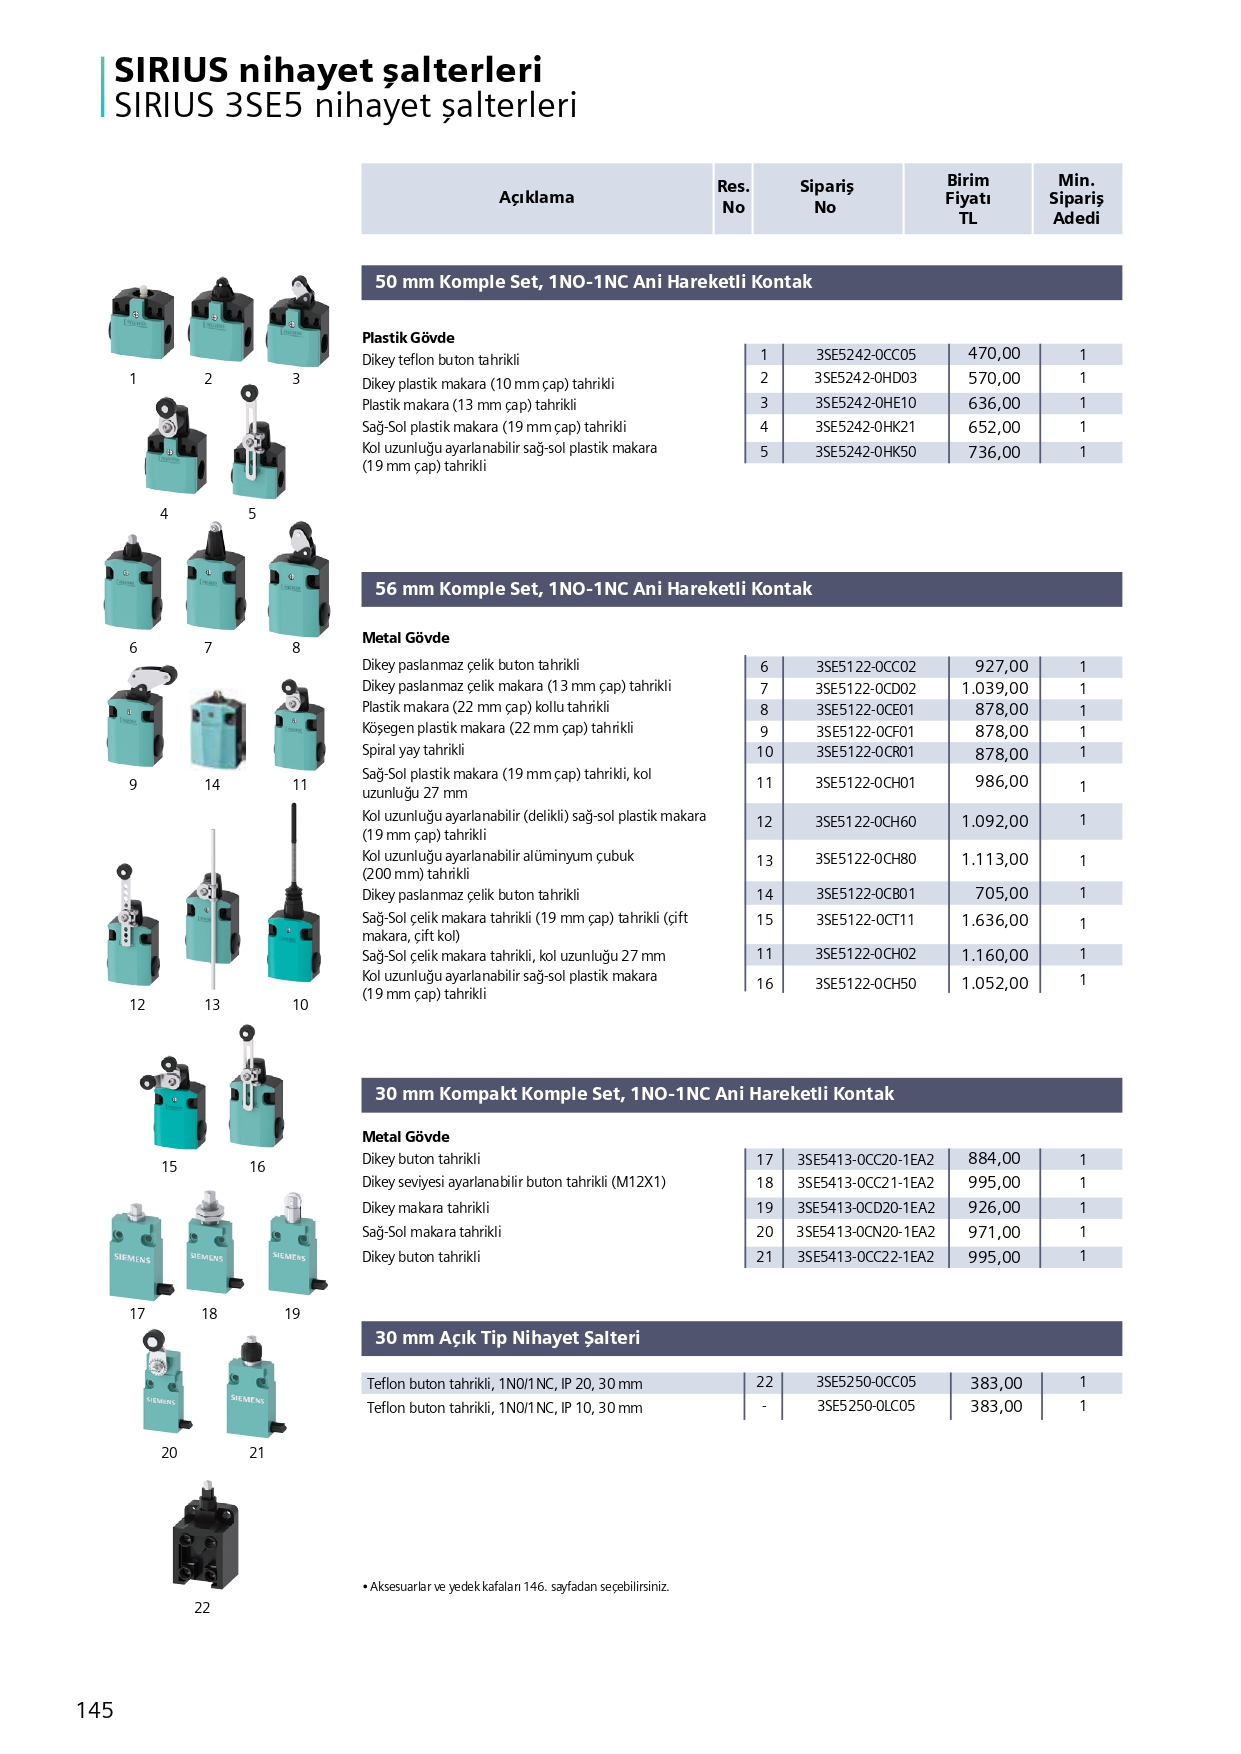 SIRIUS nihayet şalterleri
SIRIUS 3SE5 nihayet şalterleri
Açıklama Res. No Sipariş No Birim Fiyatı TL Min. Sipariş Adedi
50 mm Komple Set, 1NO-1NC Ani Hareketli Kontak
Plastik Gövde
Dikey teflon buton tahrikli 1 3SE5242-0CC05 470,00 1
Dikey plastik makara (10 mm çap) tahrikli 2 3SE5242-0HD03 570,00 1
Plastik makara (13 mm çap) tahrikli 3 3SE5242-0HE10 636,00 1
Sağ-Sol plastik makara (19 mm çap) tahrikli 4 3SE5242-0HK21 652,00 1
Kol uzunluğu ayarlanabilir sağ-sol plastik makara
(19 mm çap) tahrikli 5 3SE5242-0HK50 736,00 1
1 2 3
4 5
56 mm Komple Set, 1NO-1NC Ani Hareketli Kontak
Metal Gövde
Dikey paslanmaz çelik buton tahrikli 6 3SE5122-0CC02 927,00 1
Dikey paslanmaz çelik makara (13 mm çap) tahrikli 7 3SE5122-0CD02 1.039,00 1
Plastik makara (22 mm çap) kollu tahrikli 8 3SE5122-0CE01 878,00 1
Köşegen plastik makara (22 mm çap) tahrikli 9 3SE5122-0CF01 878,00 1
Spiral yay tahrikli 10 3SE5122-0CR01 878,00 1
Sağ-Sol plastik makara (19 mm çap) tahrikli, kol
uzunluğu 27 mm 11 3SE5122-0CH01 986,00 1
Kol uzunluğu ayarlanabilir (delikli) sağ-sol plastik makara
(19 mm çap) tahrikli 12 3SE5122-0CH60 1.092,00 1
Kol uzunluğu ayarlanabilir alüminyum çubuk
(200 mm) tahrikli 13 3SE5122-0CH80 1.113,00 1
Dikey paslanmaz çelik buton tahrikli 14 3SE5122-0CB01 705,00 1
Sağ-Sol çelik makara tahrikli (19 mm çap) tahrikli (çift
makara, çift kol) 15 3SE5122-0CT11 1.636,00 1
Sağ-Sol çelik makara tahrikli, kol uzunluğu 27 mm 11 3SE5122-0CH02 1.160,00 1
Kol uzunluğu ayarlanabilir sağ-sol plastik makara
(19 mm çap) tahrikli 16 3SE5122-0CH50 1.052,00 1
6 7 8
9 14 11
12 13 10
15 16
30 mm Kompakt Komple Set, 1NO-1NC Ani Hareketli Kontak
Metal Gövde
Dikey buton tahrikli 17 3SE5413-0CC20-1EA2 884,00 1
Dikey seviyesi ayarlanabilir buton tahrikli (M12X1) 18 3SE5413-0CC21-1EA2 995,00 1
Dikey makara tahrikli 19 3SE5413-0CD20-1EA2 926,00 1
Sağ-Sol makara tahrikli 20 3SE5413-0CN20-1EA2 971,00 1
Dikey buton tahrikli 21 3SE5413-0CC22-1EA2 995,00 1
SIEMENS SIEMENS SIEMENS
17 18 19
SIEMENS SIEMENS
20 21
30 mm Açık Tip Nihayet Şalteri
Teflon buton tahrikli, 1N0/1NC, IP 20, 30 mm 22 3SE5250-0CC05 383,00 1
Teflon buton tahrikli, 1N0/1NC, IP 10, 30 mm - 3SE5250-0LC05 383,00 1
22
• Aksesuarlar ve yedek kafaları 146. sayfadan seçebilirsiniz.
145